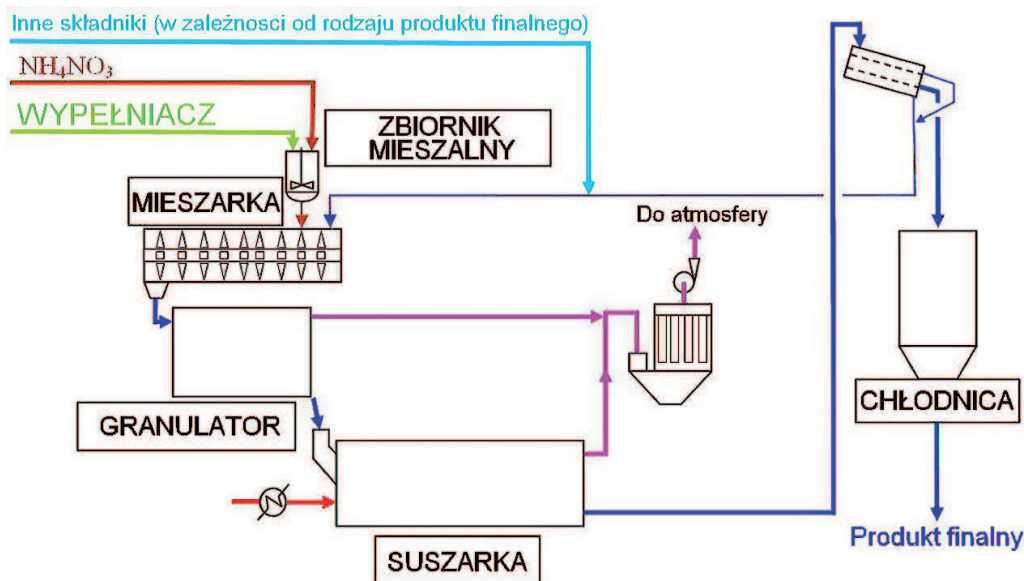 Inne składniki (w zależnosci od rodzaju produktu finalnego)
NH₄NO₃
WYPEŁNIACZ
ZBIORNIK
MIESZALNY
MIESZARKA
Do atmosfery
GRANULATOR
CHŁODNICA
SUSZARKA
Produkt finalny